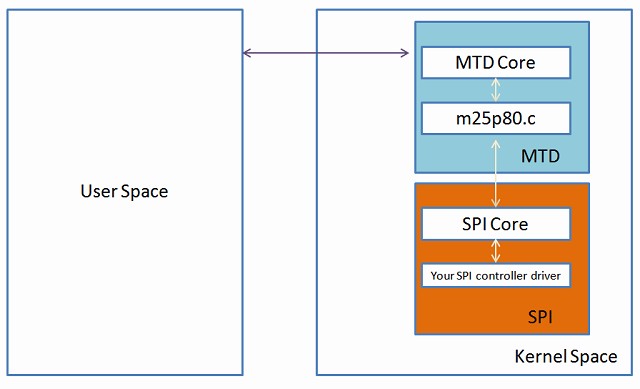 User Space
MTD Core
m25p80.c
MTD
SPI Core
Your SPI controller driver
SPI
Kernel Space